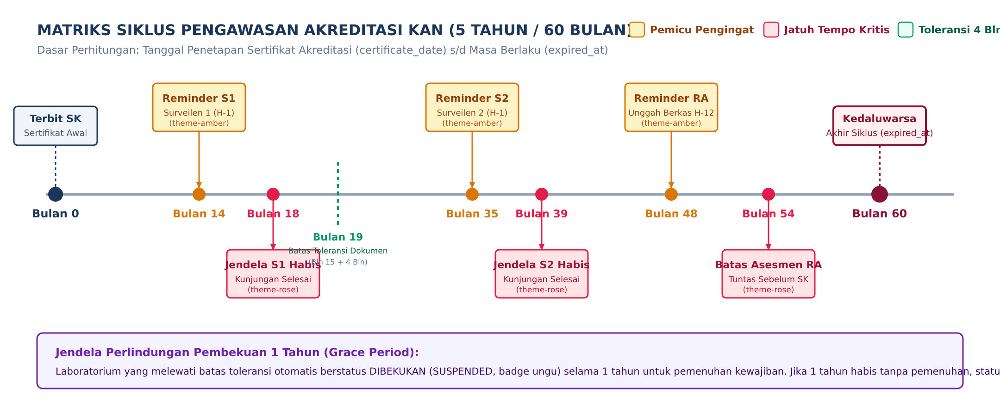 MATRIKS SIKLUS PENGAWASAN AKREDITASI KAN (5 TAHUN / 60 BULAN)
Pemicu Pengingat
Jatuh Tempo Kritis
Toleransi 4 Bln
Dasar Perhitungan: Tanggal Penetapan Sertifikat Akreditasi (certificate_date) s/d Masa Berlaku (expired_at)
Terbit SK
Sertifikat Awal
Reminder S1
Surveilen 1 (H-1)
(theme-amber)
Reminder S2
Surveilen 2 (H-1)
(theme-amber)
Reminder RA
Unggah Berkas H-12
(theme-amber)
Kedaluwarsa
Akhir Siklus (expired_at)
Bulan 0
Bulan 14
Bulan 18
Bulan 35
Bulan 39
Bulan 48
Bulan 54
Bulan 60
Bulan 19
Batas Toleransi Dokumen
(Bln 15 + 4 Bln)
Jendela S1 Habis
Kunjungan Selesai
(theme-rose)
Jendela S2 Habis
Kunjungan Selesai
(theme-rose)
Batas Asesmen RA
Tuntas Sebelum SK
(theme-rose)
Jendela Perlindungan Pembekuan 1 Tahun (Grace Period):
Laboratorium yang melewati batas toleransi otomatis berstatus DIBEKUKAN (SUSPENDED, badge ungu) selama 1 tahun untuk pemenuhan kewajiban. Jika 1 tahun habis tanpa pemenuhan, statu